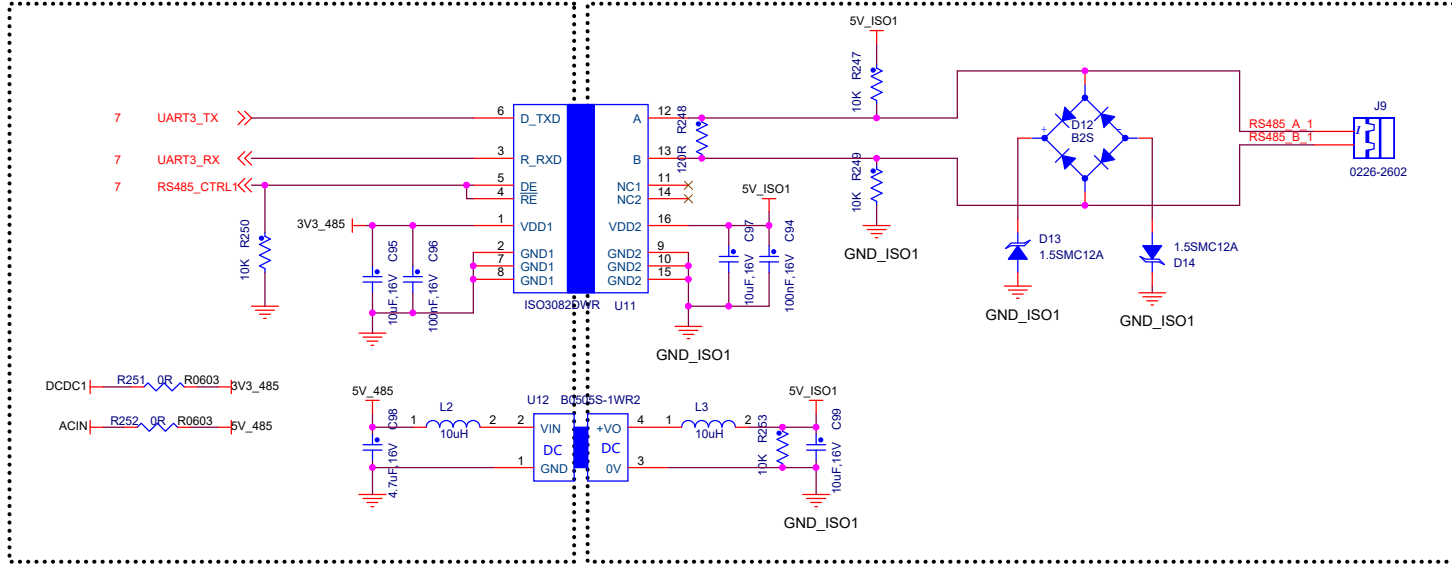 5V_ISO1
10K R247
7 UART3_TX
6 D_TXD
A 12
120R R248
J9
RS485_A_1
RS485_B_1
1
0226-2602
D12
B2S
+
-
7 UART3_RX
3 R_RXD
B 13
7 RS485_CTRL1
5 DE
4 RE
NC1 11
NC2 14
10K R249
GND_ISO1
5V_ISO1
10K R250
3V3_485
1 VDD1
VDD2 16
10uF,16V C95
100nF,16V C96
2 GND1
7 GND1
8 GND1
GND2 9
GND2 10
GND2 15
10uF,16V C97
100nF,16V C94
ISO3082DWR U11
GND_ISO1
D13
1.5SMC12A
GND_ISO1
1.5SMC12A
D14
GND_ISO1
DCDC1 R251 0R R0603 3V3_485
ACIN R252 0R R0603 5V_485
5V_485
4.7uF,16V C98
L2
1 2
10uH
U12 B0505S-1WR2
2 VIN
DC
1 GND
+VO 4
DC
0V 3
L3
1 2
10uH
5V_ISO1
10K R253
10uF,16V C99
GND_ISO1